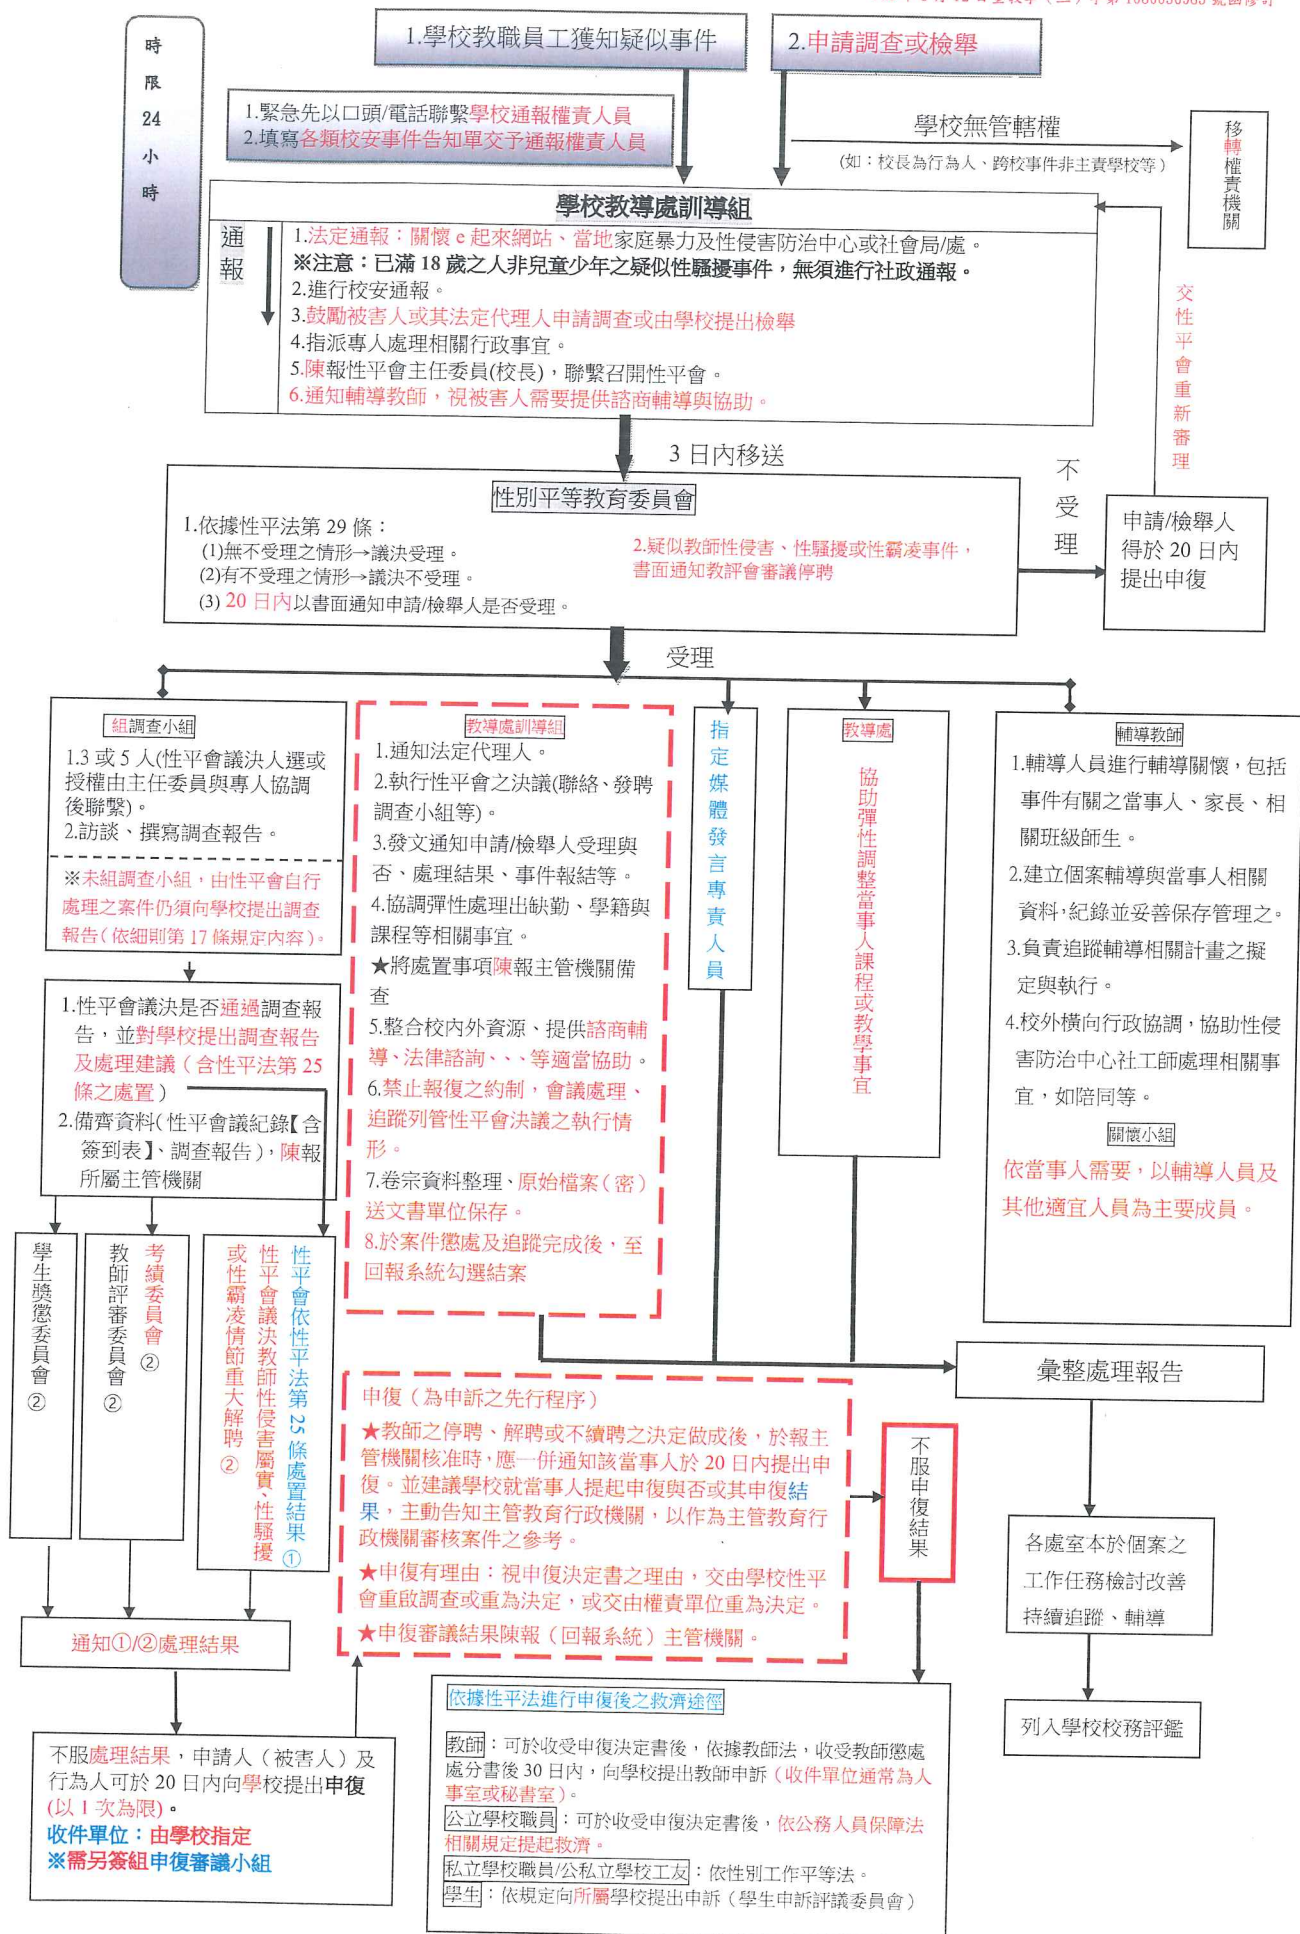 時
限
24
小
時
1.學校教職員工獲知疑似事件
2.申請調查或檢舉
1.緊急先以口頭/電話聯繫學校通報權責人員
2.填寫各類校安事件告知單交予通報權責人員
學校無管轄權
(如：校長為行為人、跨校事件非主責學校等)
移轉權責機關
學校教導處訓導組
通報
1.法定通報：關懷 e 起來網站、當地家庭暴力及性侵害防治中心或社會局/處。
※注意：已滿 18 歲之人非兒童少年之疑似性騷擾事件，無須進行社政通報。
2.進行校安通報。
3.鼓勵被害人或其法定代理人申請調查或由學校提出檢舉
4.指派專人處理相關行政事宜。
5.陳報性平會主任委員(校長)，聯繫召開性平會。
6.通知輔導教師，視被害人需要提供諮商輔導與協助。
交性平會重新審理
3 日內移送
性別平等教育委員會
1.依據性平法第 29 條：
(1)無不受理之情形→議決受理。
(2)有不受理之情形→議決不受理。
(3) 20 日內以書面通知申請/檢舉人是否受理。
2.疑似教師性侵害、性騷擾或性霸凌事件，
書面通知教評會審議停聘
不受理
申請/檢舉人
得於 20 日內
提出申復
受理
組調查小組
1.3 或 5 人(性平會議決人選或
授權由主任委員與專人協調
後聯繫)。
2.訪談、撰寫調查報告。
※未組調查小組，由性平會自行
處理之案件仍須向學校提出調查
報告(依細則第 17 條規定內容)。
1.性平會議決是否通過調查報
告，並對學校提出調查報告
及處理建議（含性平法第 25
條之處置）
2.備齊資料(性平會議紀錄【含
簽到表】、調查報告)，陳報
所屬主管機關
教導處訓導組
1.通知法定代理人。
2.執行性平會之決議(聯絡、發聘
調查小組等)。
3.發文通知申請/檢舉人受理與
否、處理結果、事件報結等。
4.協調彈性處理出缺勤、學籍與
課程等相關事宜。
★將處置事項陳報主管機關備
查
5.整合校內外資源、提供諮商輔
導、法律諮詢、、、等適當協助。
6.禁止報復之約制，會議處理、
追蹤列管性平會決議之執行情
形。
7.卷宗資料整理、原始檔案（密）
送文書單位保存。
8.於案件懲處及追蹤完成後，至
回報系統勾選結案
指定媒體發言專責人員
教導處
協助彈性調整當事人課程或教學事宜
輔導教師
1.輔導人員進行輔導關懷，包括
事件有關之當事人、家長、相
關班級師生。
2.建立個案輔導與當事人相關
資料，紀錄並妥善保存管理之。
3.負責追蹤輔導相關計畫之擬
定與執行。
4.校外橫向行政協調，協助性侵
害防治中心社工師處理相關事
宜，如陪同等。
關懷小組
依當事人需要，以輔導人員及
其他適宜人員為主要成員。
學生獎懲委員會 ②
考績委員會 ②
教師評審委員會 ②
性平會依性平法第 25 條處置結果 ①
性平會議決教師性侵害屬實、性騷擾
或性霸凌情節重大解聘 ②
彙整處理報告
申復（為申訴之先行程序）
★教師之停聘、解聘或不續聘之決定做成後，於報主
管機關核准時，應一併通知該當事人於 20 日內提出申
復。並建議學校就當事人提起申復與否或其申復結
果，主動告知主管教育行政機關，以作為主管教育行
政機關審核案件之參考。
★申復有理由：視申復決定書之理由，交由學校性平
會重啟調查或重為決定，或交由權責單位重為決定。
★申復審議結果陳報（回報系統）主管機關。
不服申復結果
各處室本於個案之
工作任務檢討改善
持續追蹤、輔導
通知①/②處理結果
列入學校校務評鑑
不服處理結果，申請人（被害人）及
行為人可於 20 日內向學校提出申復
(以 1 次為限)。
收件單位：由學校指定
※需另簽組申復審議小組
依據性平法進行申復後之救濟途徑
教師：可於收受申復決定書後，依據教師法，收受教師懲處
處分書後 30 日內，向學校提出教師申訴（收件單位通常為人
事室或秘書室）。
公立學校職員：可於收受申復決定書後，依公務人員保障法
相關規定提起救濟。
私立學校職員/公私立學校工友：依性別工作平等法。
學生：依規定向所屬學校提出申訴（學生申訴評議委員會）